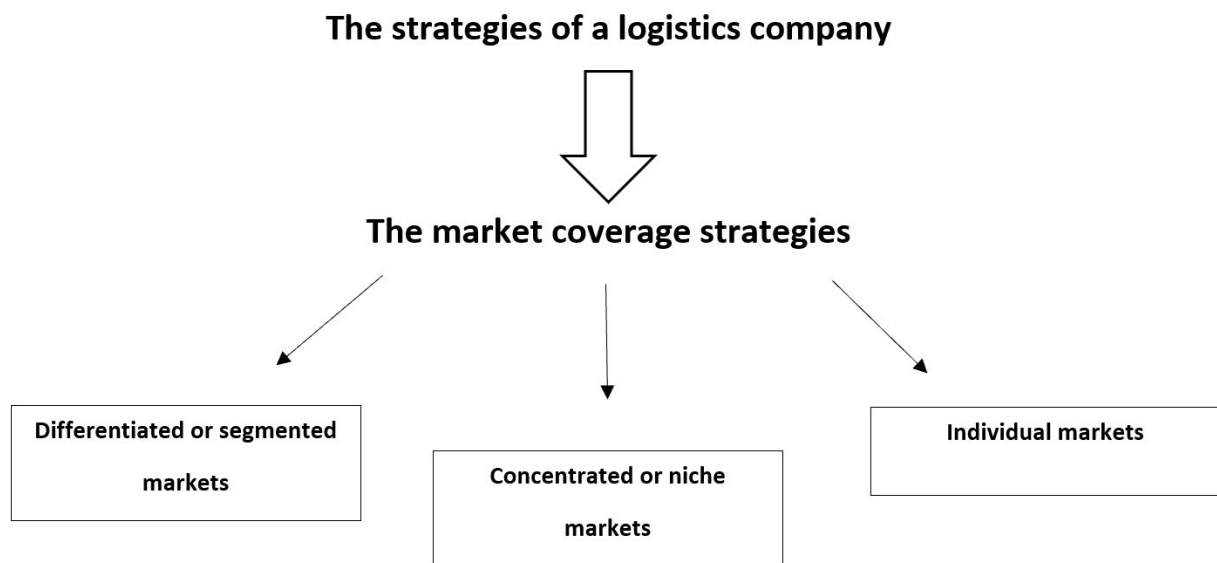 The strategies of a logistics company
The market coverage strategies
Differentiated or segmented
markets
Concentrated or niche
markets
Individual markets